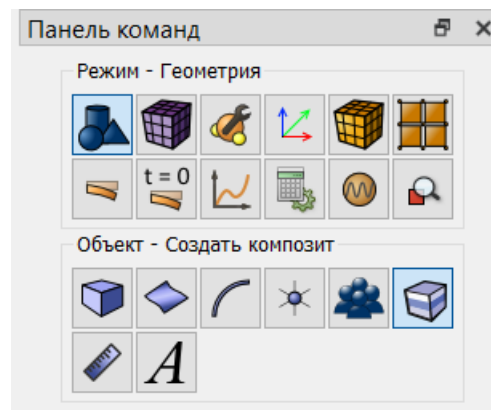 Панель команд
Режим - Геометрия
t = 0
Объект - Создать композит
A